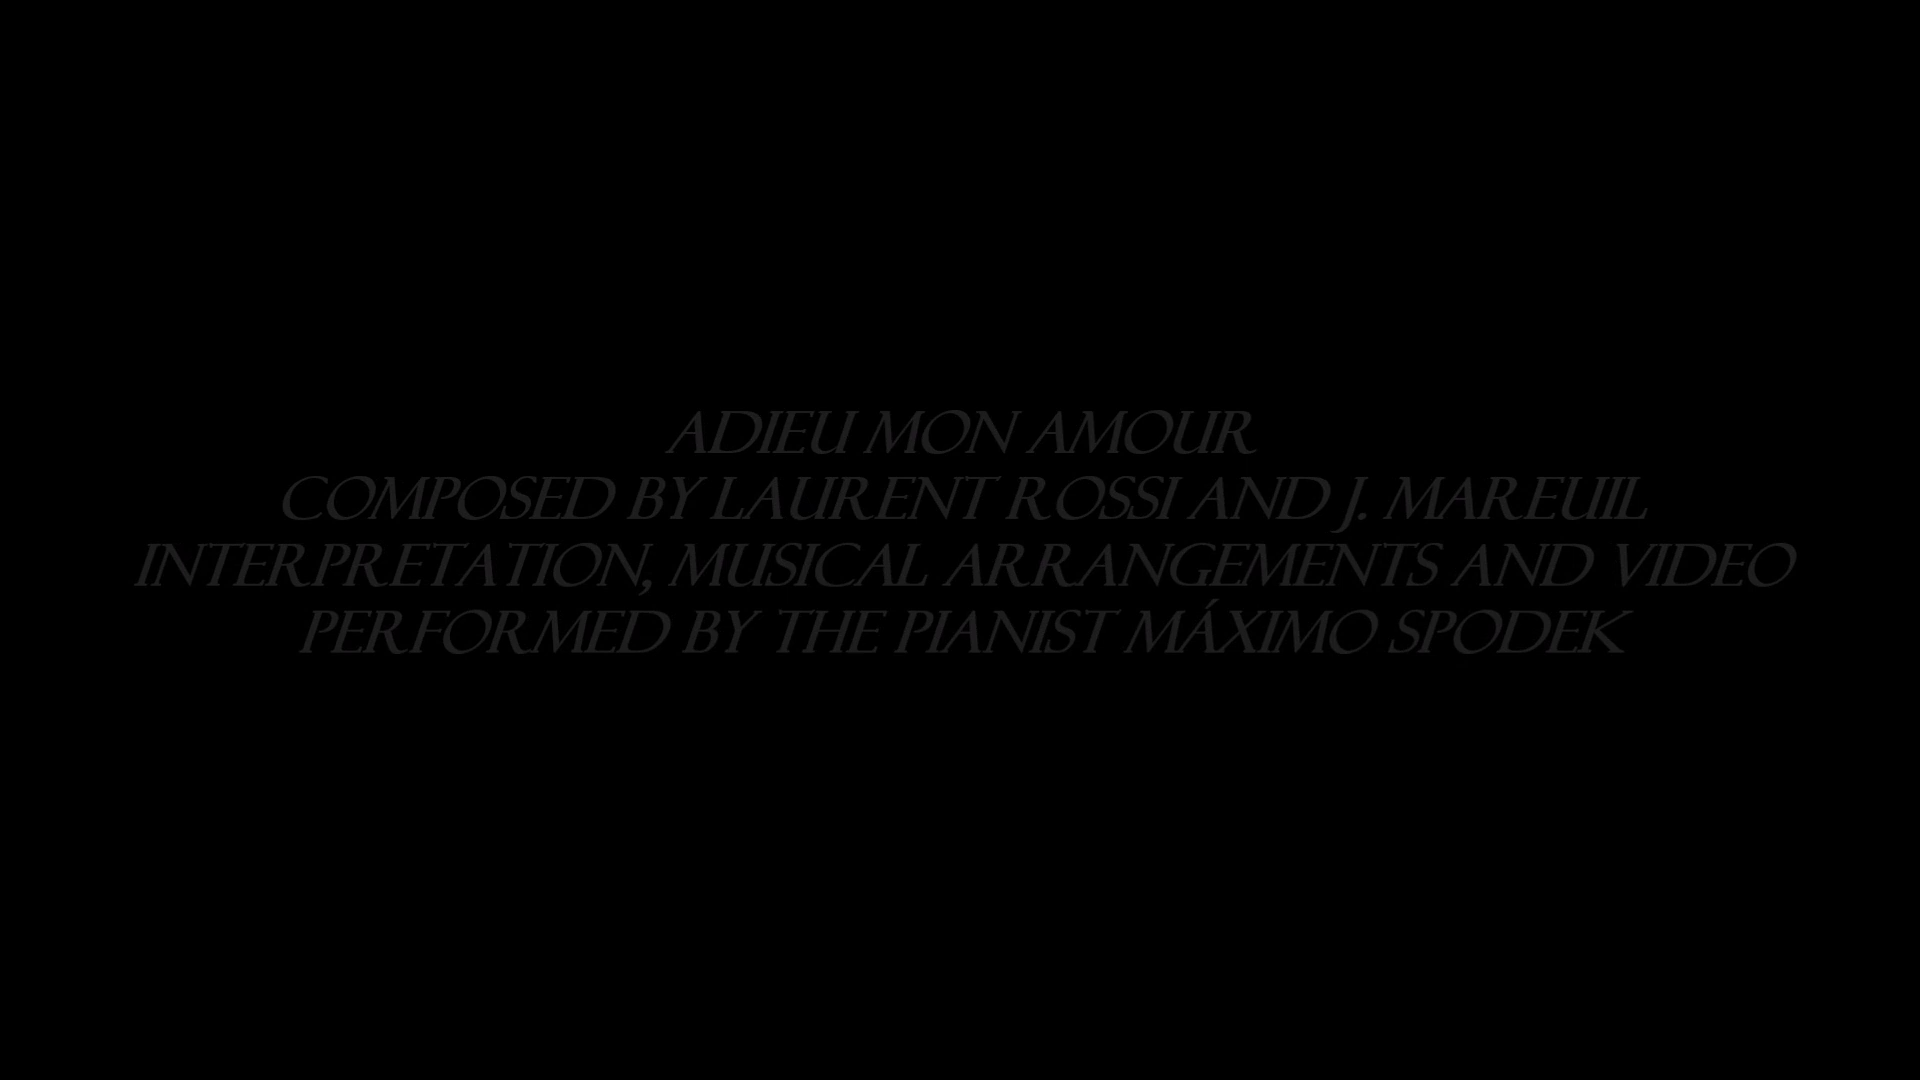 ADIEU MON AMOUR
COMPOSED BY LAURENT ROSSI AND J. MAREUIL
INTERPRETATION, MUSICAL ARRANGEMENTS AND VIDEO
PERFORMED BY THE PIANIST MÁXIMO SPODEK